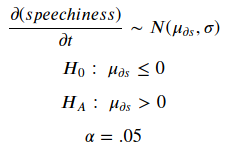 ∂(speechiness)/∂t ~ N(μ∂s, σ)
H0 : μ∂s ≤ 0
HA : μ∂s > 0
α = .05